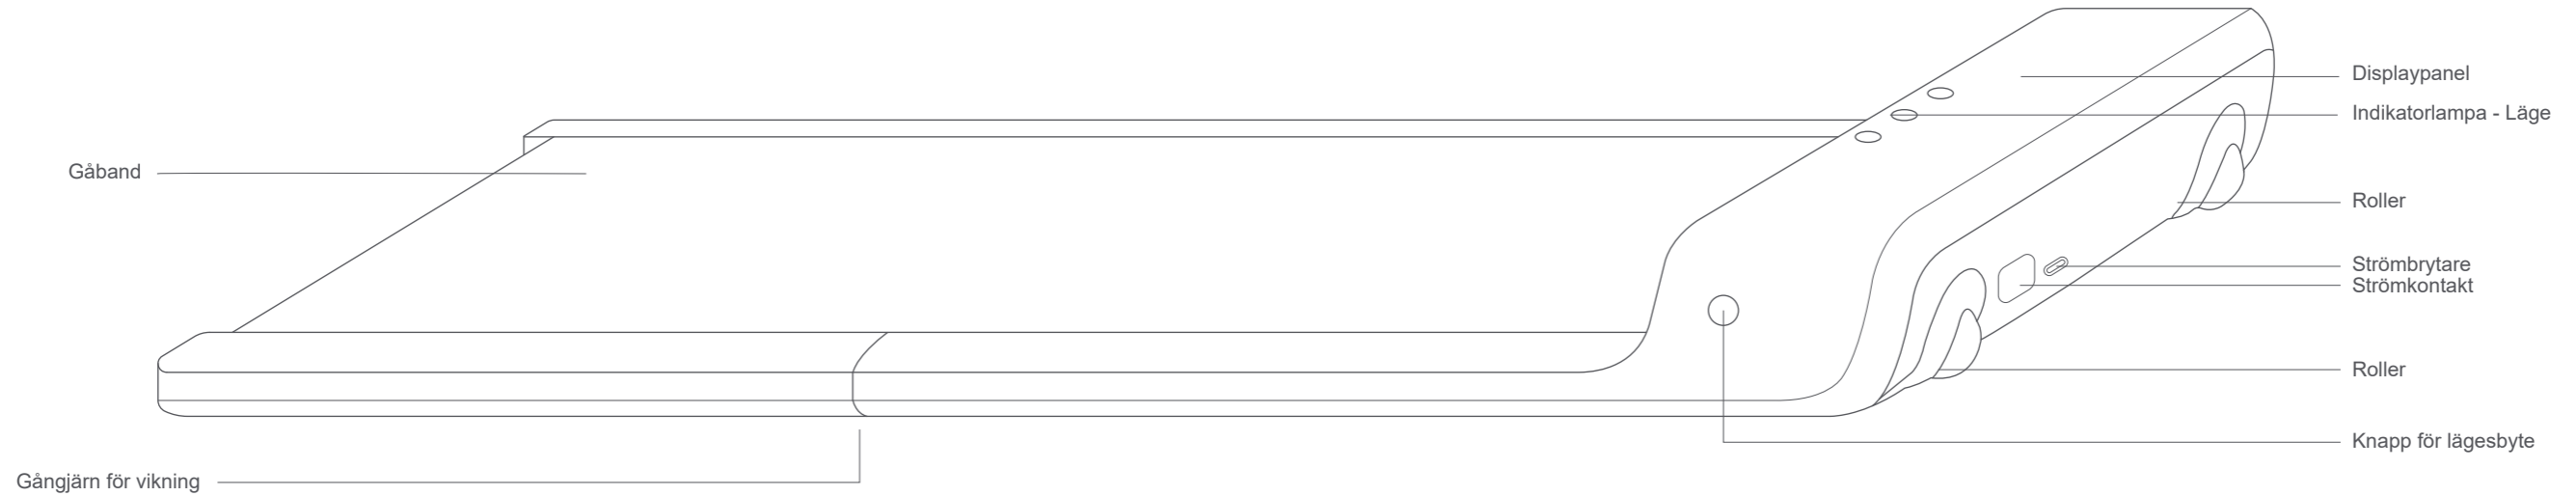 Displaypanel
Indikatorlampa - Läge
Gåband
Roller
Strömbrytare
Strömkontakt
Roller
Knapp för lägesbyte
Gångjärn för vikning